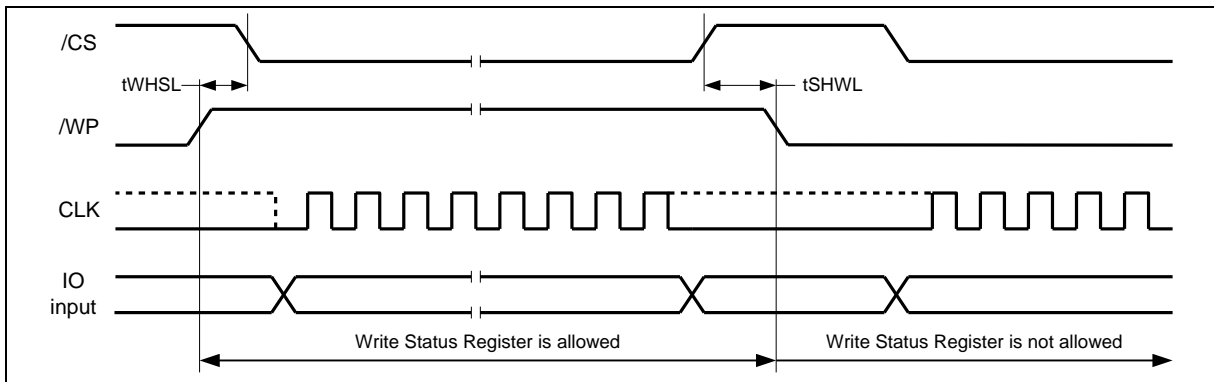 /CS
tWHSL
tSHWL
/WP
CLK
IO
input
Write Status Register is allowed
Write Status Register is not allowed